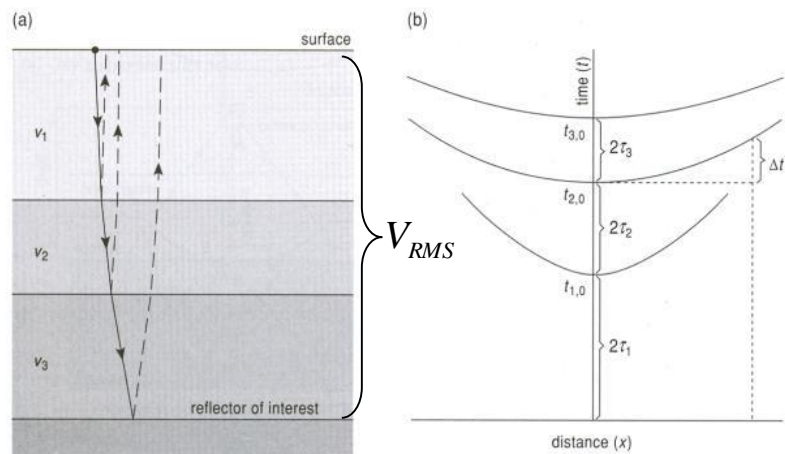 (a)
surface
v₁
v₂
v₃
reflector of interest
V_RMS
(b)
time (t)
t₃,₀
2τ₃
Δt
t₂,₀
2τ₂
t₁,₀
2τ₁
distance (x)